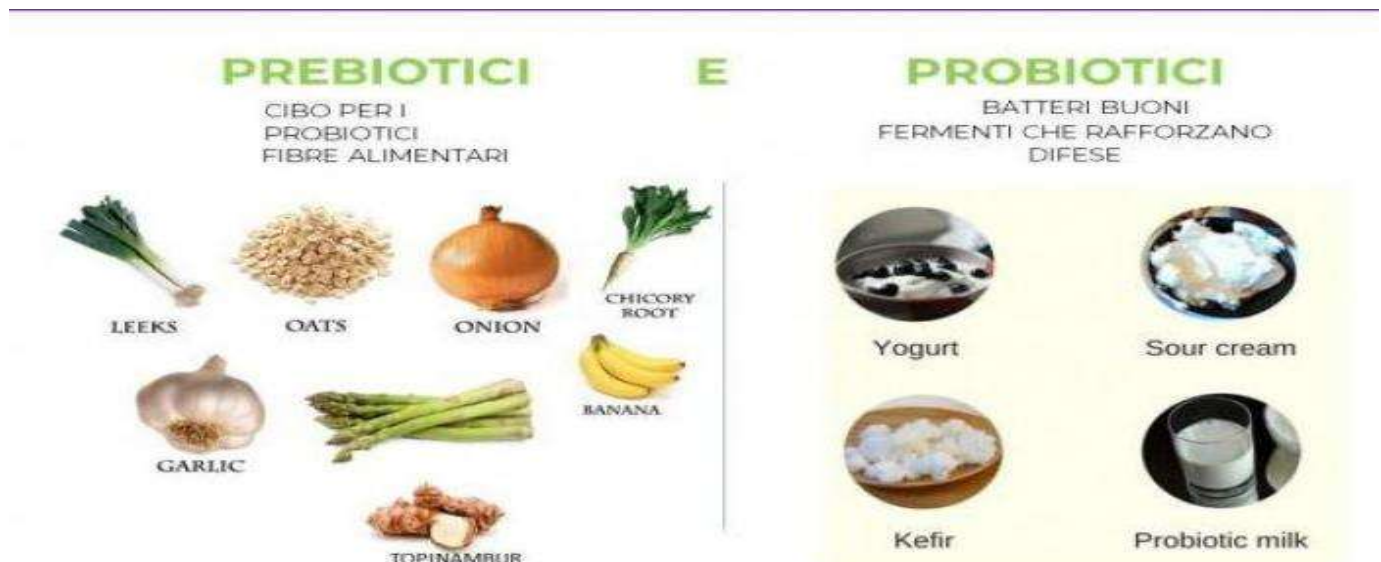 PREBIOTICI E PROBIOTICI
CIBO PER I
PROBIOTICI
FIBRE ALIMENTARI
BATTERI BUONI
FERMENTI CHE RAFFORZANO
DIFESE
LEEKS
OATS
ONION
CHICORY
ROOT
GARLIC
BANANA
TOPINAMBUR
Yogurt
Sour cream
Kefir
Probiotic milk